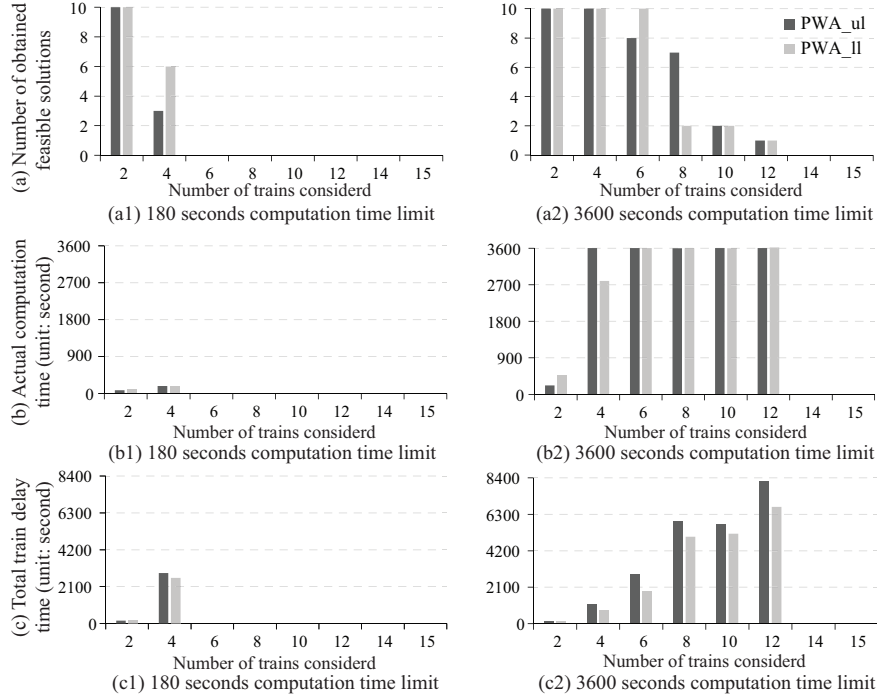 (a) Number of obtained
feasible solutions
10
8
6
4
2
0
2 4 6 8 10 12 14 15
Number of trains considerd
(a1) 180 seconds computation time limit
10
8
6
4
2
0
PWA_ul
PWA_ll
2 4 6 8 10 12 14 15
Number of trains considerd
(a2) 3600 seconds computation time limit
(b) Actual computation
time (unit: second)
3600
2700
1800
900
0
2 4 6 8 10 12 14 15
Number of trains considerd
(b1) 180 seconds computation time limit
3600
2700
1800
900
0
2 4 6 8 10 12 14 15
Number of trains considerd
(b2) 3600 seconds computation time limit
(c) Total train delay
time (unit: second)
8400
6300
4200
2100
0
2 4 6 8 10 12 14 15
Number of trains considerd
(c1) 180 seconds computation time limit
8400
6300
4200
2100
0
2 4 6 8 10 12 14 15
Number of trains considerd
(c2) 3600 seconds computation time limit